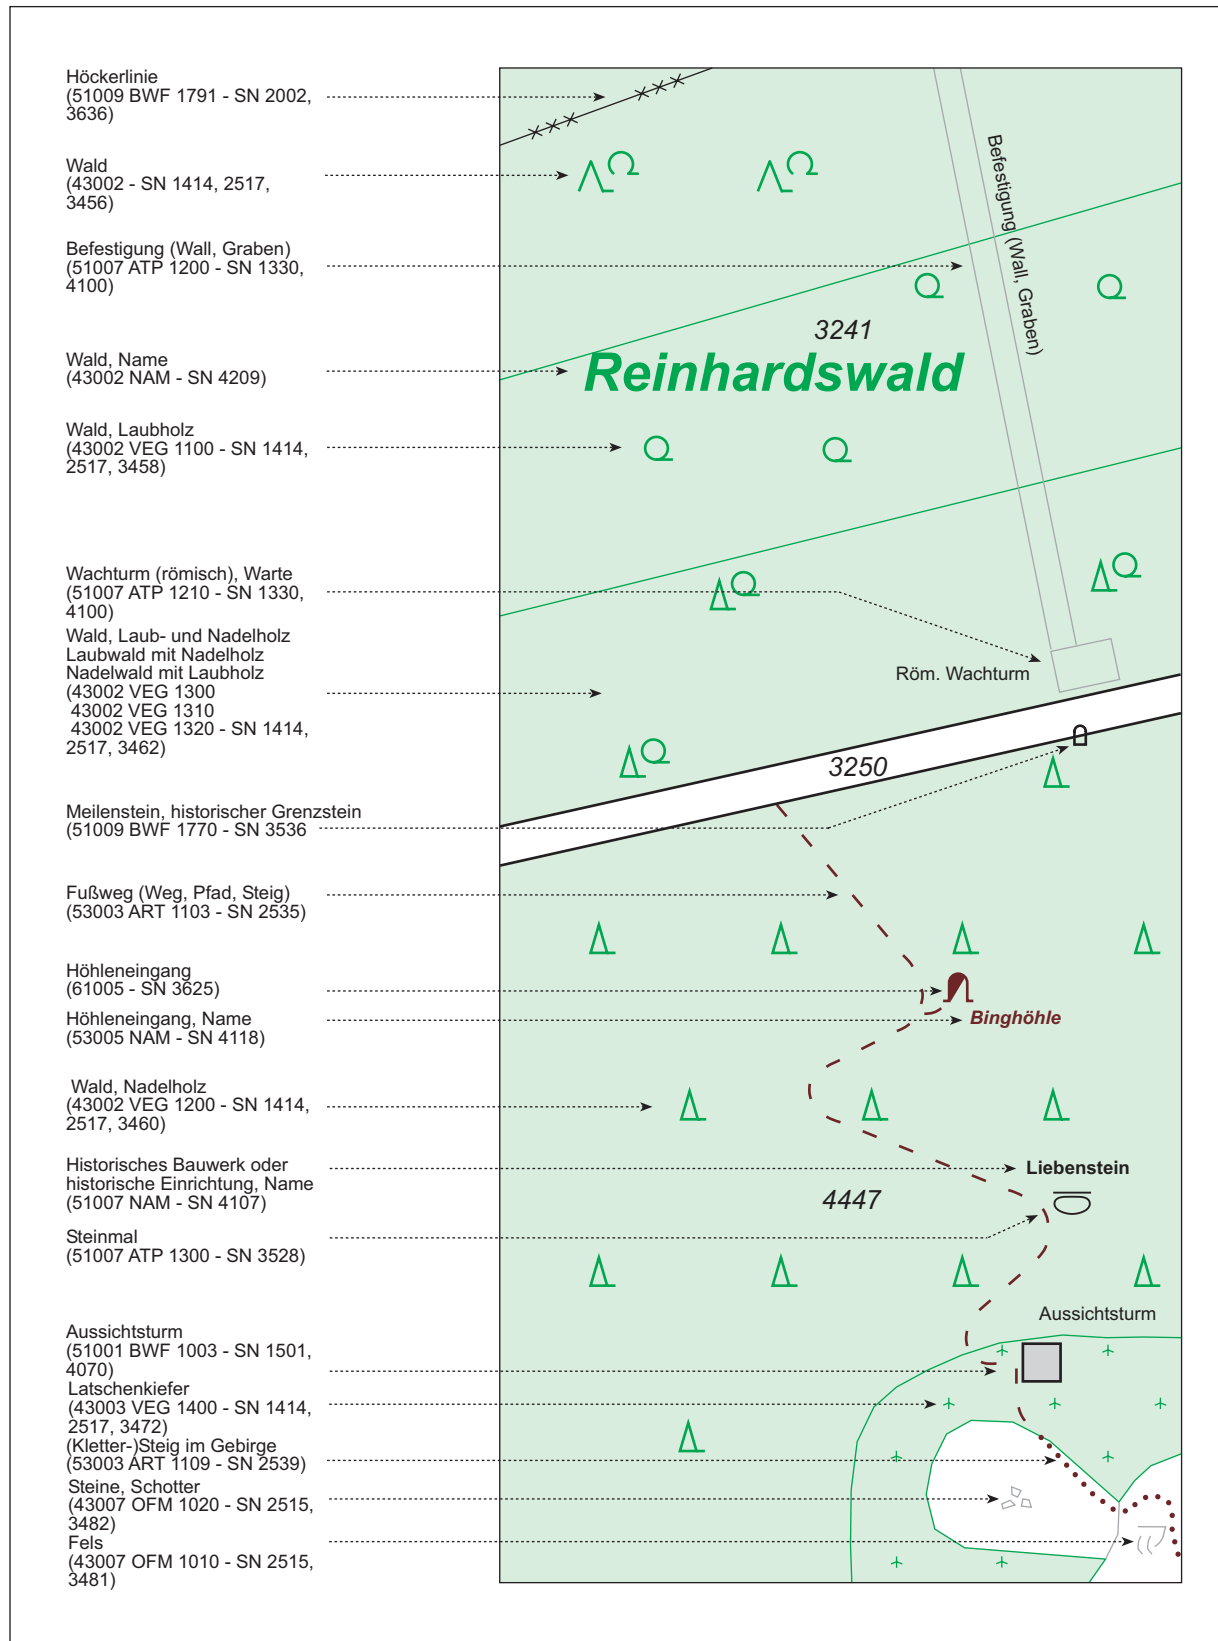 Höckerlinie
(51009 BWF 1791 - SN 2002,
3636)
Wald
(43002 - SN 1414, 2517,
3456)
Befestigung (Wall, Graben)
(51007 ATP 1200 - SN 1330,
4100)
Wald, Name
(43002 NAM - SN 4209)
Wald, Laubholz
(43002 VEG 1100 - SN 1414,
2517, 3458)
Wachturm (römisch), Warte
(51007 ATP 1210 - SN 1330,
4100)
Wald, Laub- und Nadelholz
Laubwald mit Nadelholz
Nadelwald mit Laubholz
(43002 VEG 1300
43002 VEG 1310
43002 VEG 1320 - SN 1414,
2517, 3462)
Meilenstein, historischer Grenzstein
(51009 BWF 1770 - SN 3536
Fußweg (Weg, Pfad, Steig)
(53003 ART 1103 - SN 2535)
Höhleneingang
(61005 - SN 3625)
Höhleneingang, Name
(53005 NAM - SN 4118)
Wald, Nadelholz
(43002 VEG 1200 - SN 1414,
2517, 3460)
Historisches Bauwerk oder
historische Einrichtung, Name
(51007 NAM - SN 4107)
Steinmal
(51007 ATP 1300 - SN 3528)
Aussichtsturm
(51001 BWF 1003 - SN 1501,
4070)
Latschenkiefer
(43003 VEG 1400 - SN 1414,
2517, 3472)
(Kletter-)Steig im Gebirge
(53003 ART 1109 - SN 2539)
Steine, Schotter
(43007 OFM 1020 - SN 2515,
3482)
Fels
(43007 OFM 1010 - SN 2515,
3481)
Befestigung (Wall, Graben)
3241
Reinhardswald
Röm. Wachturm
3250
Binghöhle
Liebenstein
4447
Aussichtsturm